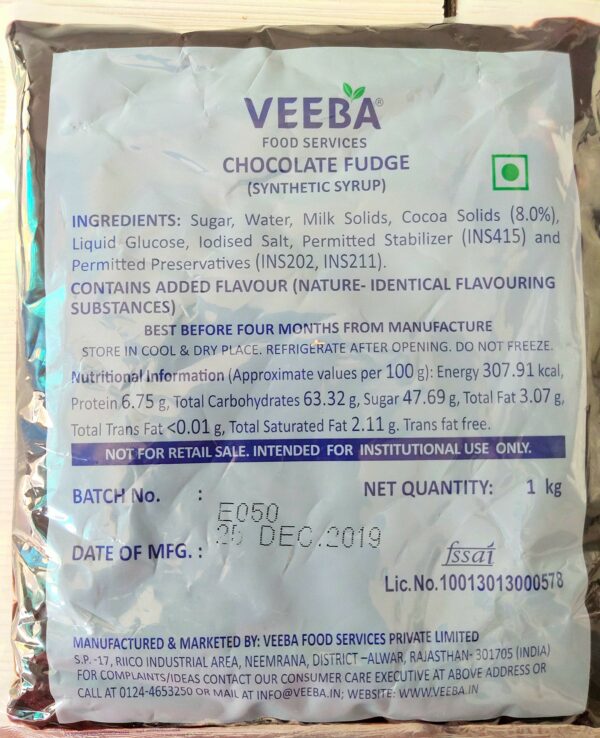 VEEBA®
FOOD SERVICES
CHOCOLATE FUDGE
(SYNTHETIC SYRUP)
INGREDIENTS: Sugar, Water, Milk Solids, Cocoa Solids (8.0%),
Liquid Glucose, Iodised Salt, Permitted Stabilizer (INS415) and
Permitted Preservatives (INS202, INS211).
CONTAINS ADDED FLAVOUR (NATURE- IDENTICAL FLAVOURING
SUBSTANCES)
BEST BEFORE FOUR MONTHS FROM MANUFACTURE
STORE IN COOL & DRY PLACE. REFRIGERATE AFTER OPENING. DO NOT FREEZE.
Nutritional Information (Approximate values per 100 g): Energy 307.91 kcal,
Protein 6.75 g, Total Carbohydrates 63.32 g, Sugar 47.69 g, Total Fat 3.07 g,
Total Trans Fat <0.01 g, Total Saturated Fat 2.11 g. Trans fat free.
NOT FOR RETAIL SALE. INTENDED FOR INSTITUTIONAL USE ONLY.
BATCH No. : E050 NET QUANTITY: 1 kg
DATE OF MFG. : 25 DEC.2019
fssai
Lic.No.10013013000578
MANUFACTURED & MARKETED BY: VEEBA FOOD SERVICES PRIVATE LIMITED
S.P.-17, RIICO INDUSTRIAL AREA, NEEMRANA, DISTRICT –ALWAR, RAJASTHAN- 301705 (INDIA)
FOR COMPLAINTS/IDEAS CONTACT OUR CONSUMER CARE EXECUTIVE AT ABOVE ADDRESS OR
CALL AT 0124-4653250 OR MAIL AT INFO@VEEBA.IN; WEBSITE: WWW.VEEBA.IN